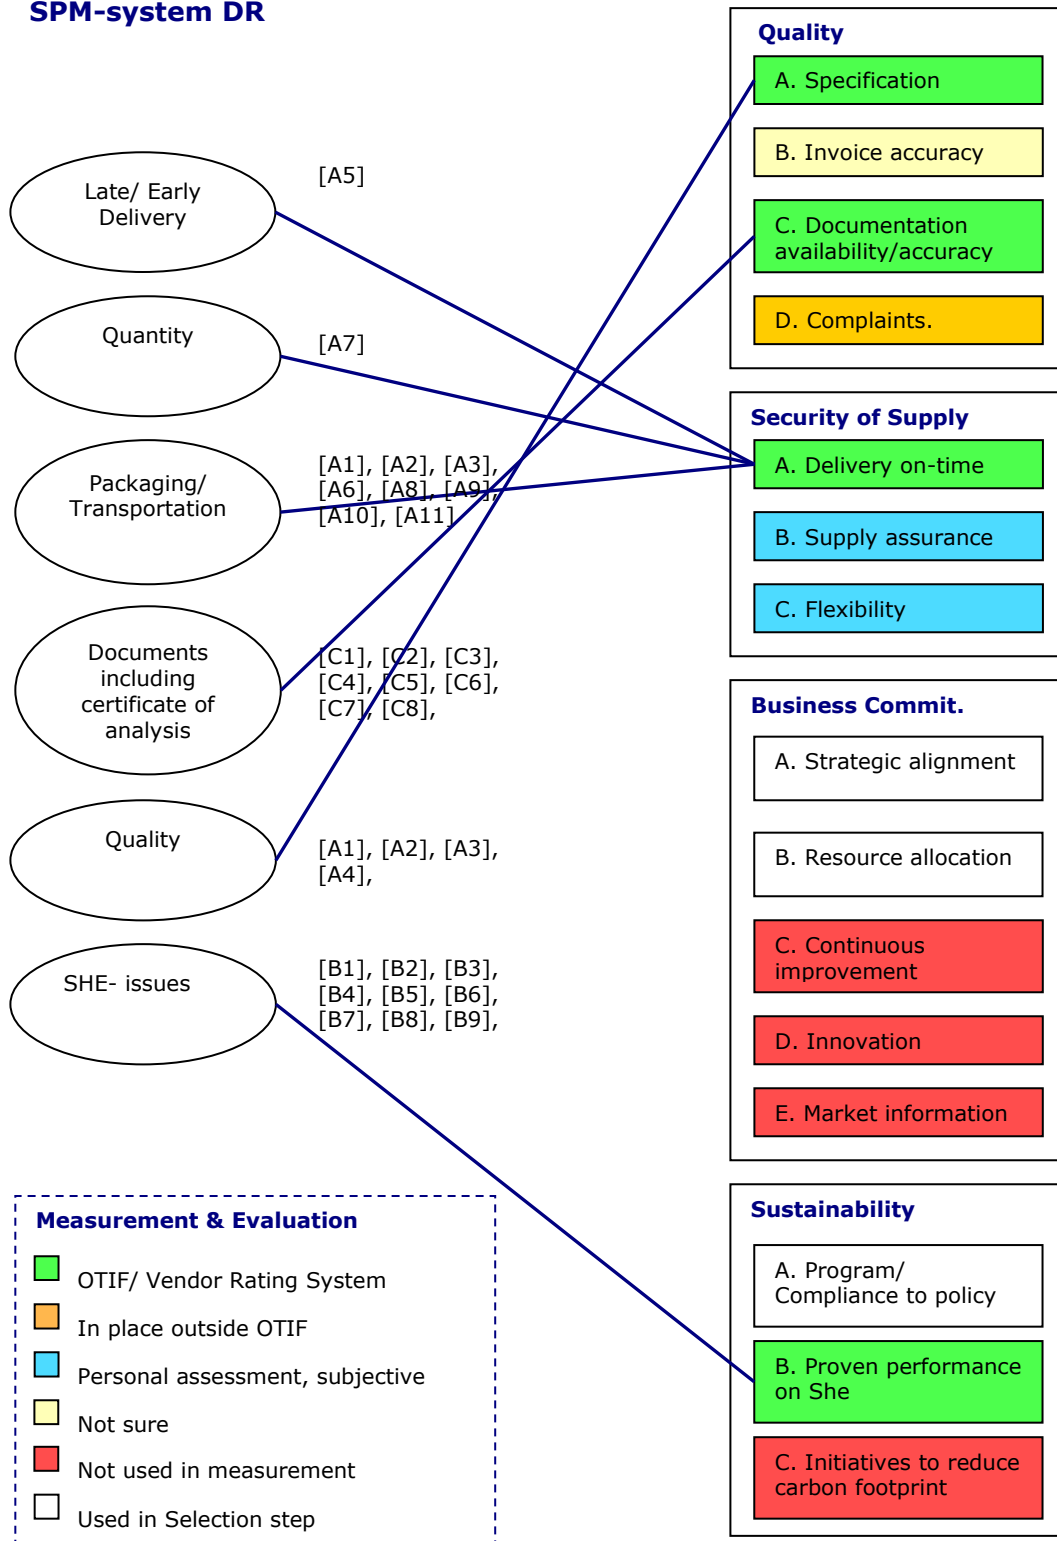 SPM-system DR
Late/ Early
Delivery
[A5]
Quantity
[A7]
Packaging/
Transportation
[A1], [A2], [A3],
[A6], [A8], [A9],
[A10], [A11]
Documents
including
certificate of
analysis
[C1], [C2], [C3],
[C4], [C5], [C6],
[C7], [C8],
Quality
[A1], [A2], [A3],
[A4],
SHE- issues
[B1], [B2], [B3],
[B4], [B5], [B6],
[B7], [B8], [B9],
Quality
A. Specification
B. Invoice accuracy
C. Documentation
availability/accuracy
D. Complaints.
Security of Supply
A. Delivery on-time
B. Supply assurance
C. Flexibility
Business Commit.
A. Strategic alignment
B. Resource allocation
C. Continuous
improvement
D. Innovation
E. Market information
Sustainability
A. Program/
Compliance to policy
B. Proven performance
on She
C. Initiatives to reduce
carbon footprint
Measurement & Evaluation
OTIF/ Vendor Rating System
In place outside OTIF
Personal assessment, subjective
Not sure
Not used in measurement
Used in Selection step